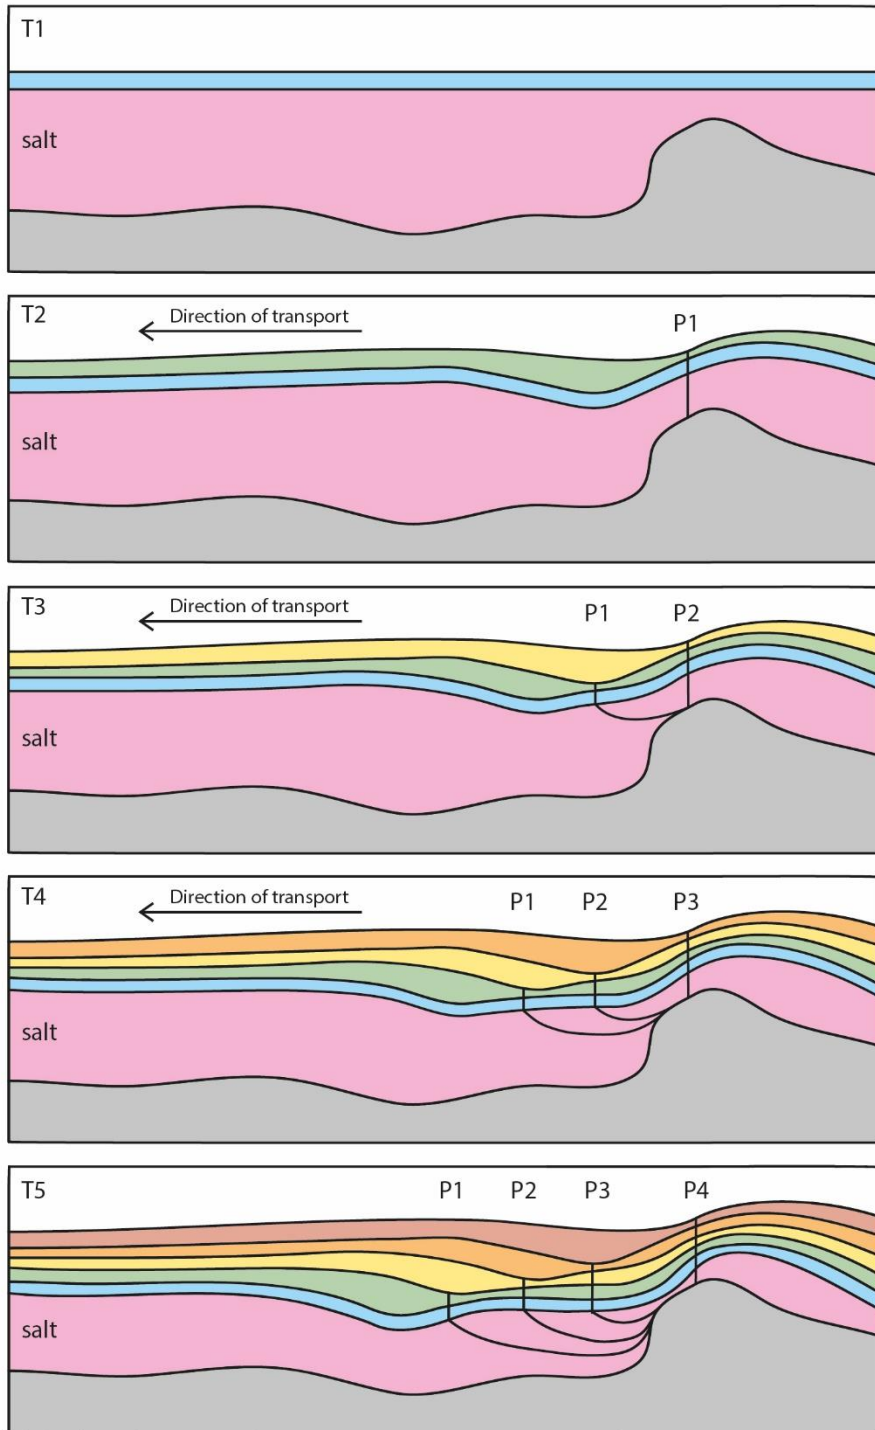 T1
salt
T2
Direction of transport
P1
salt
T3
Direction of transport
P1 P2
salt
T4
Direction of transport
P1 P2 P3
salt
T5
P1 P2 P3 P4
salt